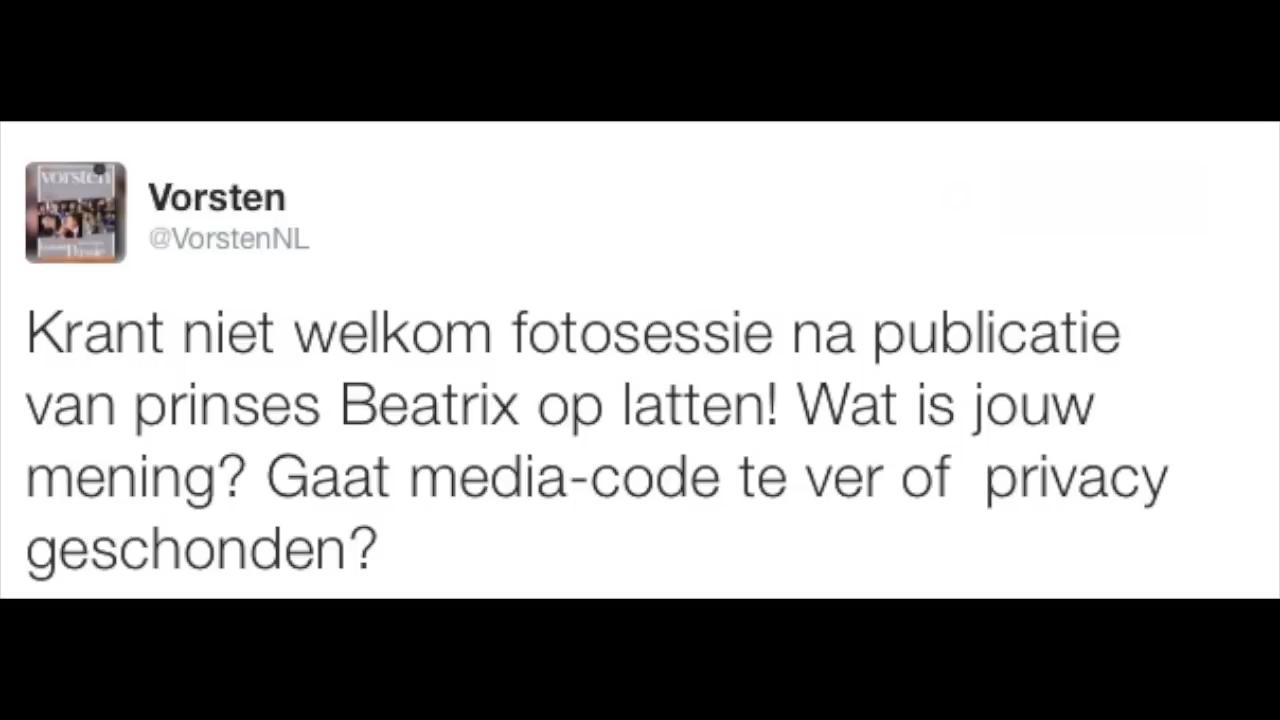 vorsten
Vorsten
@VorstenNL
Krant niet welkom fotosessie na publicatie
van prinses Beatrix op latten! Wat is jouw
mening? Gaat media-code te ver of  privacy
geschonden?